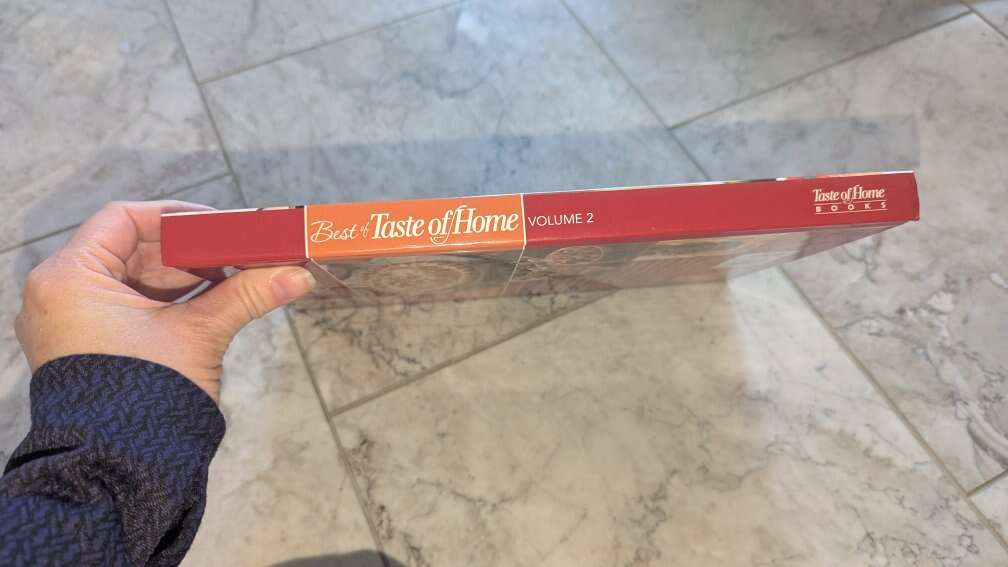 Best of Taste of Home VOLUME 2
Taste of Home
BOOKS